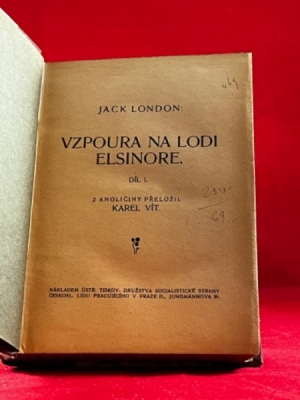 JACK LONDON:
VZPOURA NA LODI
ELSINORE.
DÍL I.
Z ANGLIČINY PŘELOŽIL
KAREL VÍT.
NÁKLADEM ÚSTŘ. TISKOV. DRUŽSTVA SOCIALISTICKÉ STRANY
ČESKOSL. LIDU PRACUJÍCÍHO V PRAZE II., JUNGMANNOVA